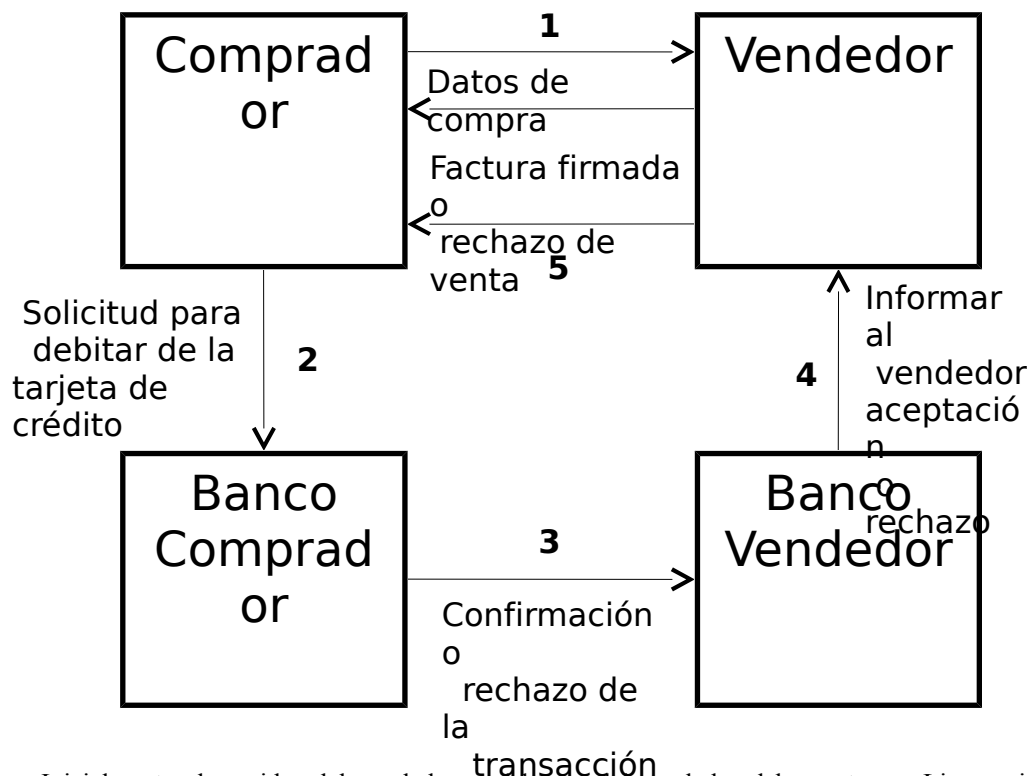 1
Comprad
or
Vendedor
Datos de
compra
Factura firmada
o
rechazo de
venta
5
Solicitud para
debitar de la
tarjeta de
crédito
2
4
Informar
al
vendedor
aceptació
n
o
rechazo
Banco
Comprad
or
3
Banco
Vendedor
Confirmación
o
rechazo de
la
transacción